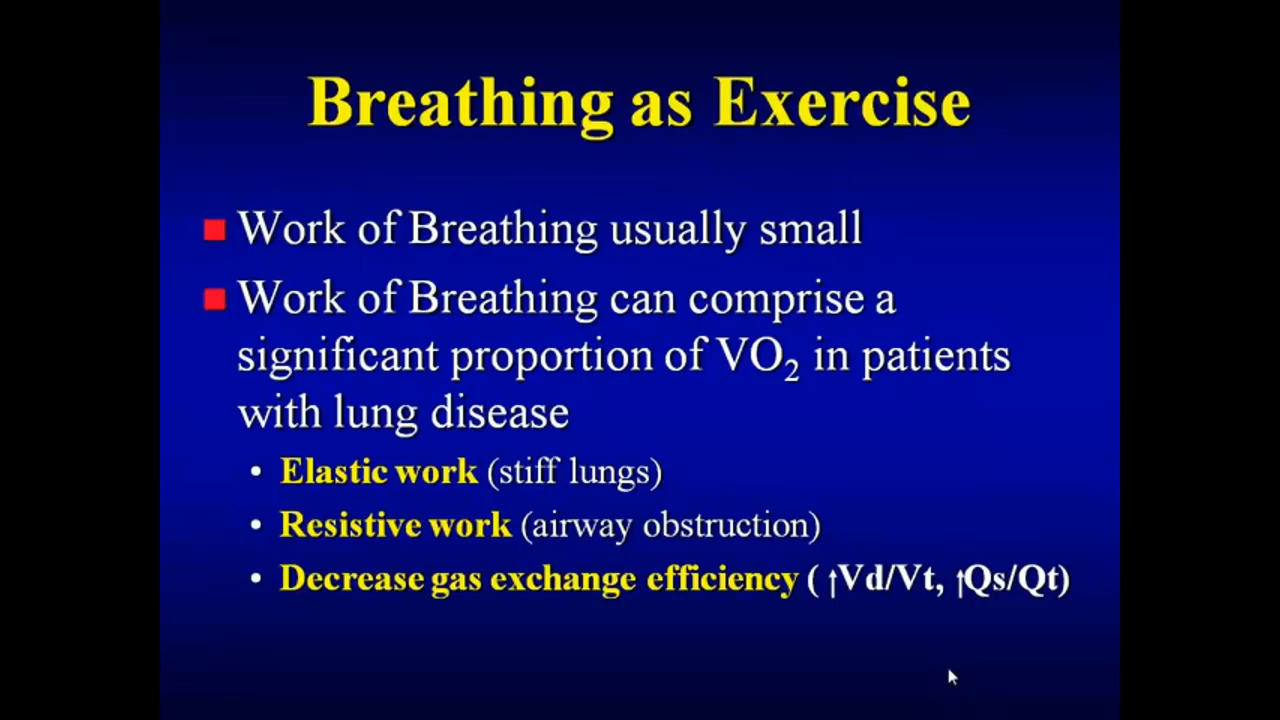 Breathing as Exercise
Work of Breathing usually small
Work of Breathing can comprise a
significant proportion of VO₂ in patients
with lung disease
• Elastic work (stiff lungs)
• Resistive work (airway obstruction)
• Decrease gas exchange efficiency ( ↑Vd/Vt, ↑Qs/Qt)